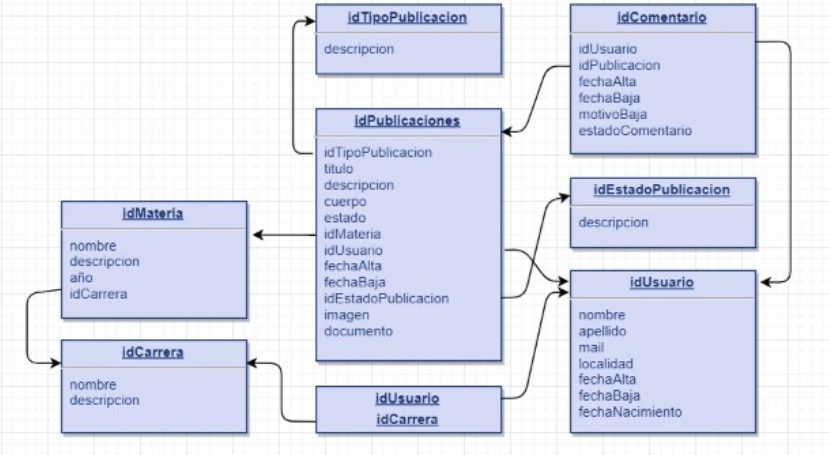 idTipoPublicacion
descripcion
idComentario
idUsuario
idPublicacion
fechaAlta
fechaBaja
motivoBaja
estadoComentario
idPublicaciones
idTipoPublicacion
titulo
descripcion
cuerpo
estado
idMateria
idUsuario
fechaAlta
fechaBaja
idEstadoPublicacion
imagen
documento
idEstadoPublicacion
descripcion
idMateria
nombre
descripcion
año
idCarrera
idUsuario
nombre
apellido
mail
localidad
fechaAlta
fechaBaja
fechaNacimiento
idCarrera
nombre
descripcion
idUsuario
idCarrera